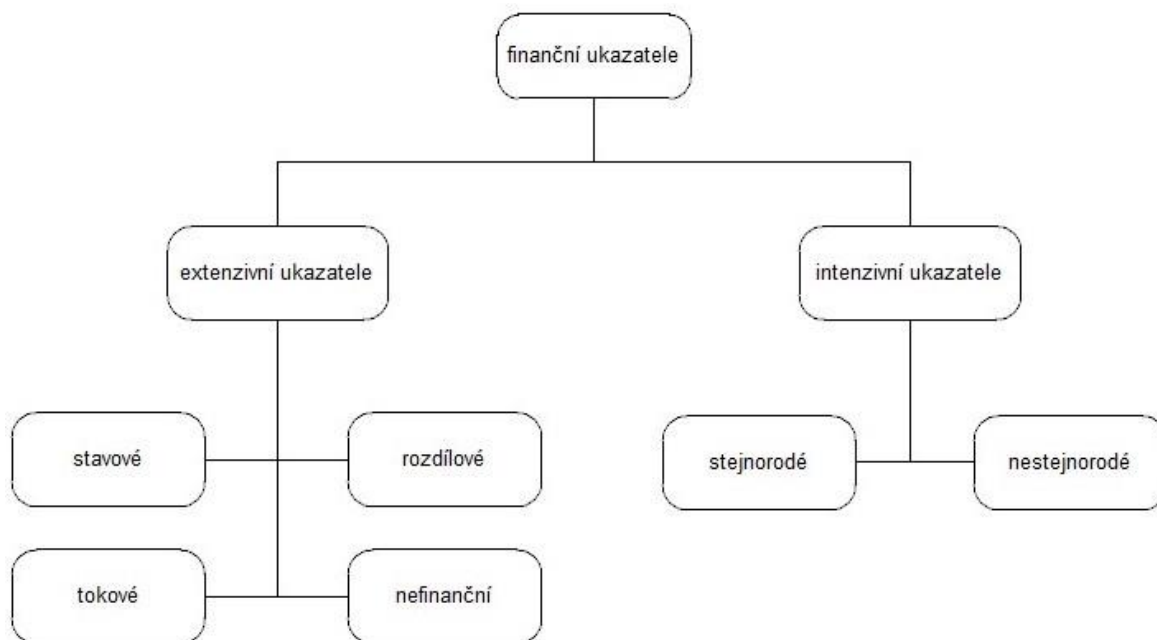 finanční ukazatele
extenzivní ukazatele
intenzivní ukazatele
stavové
rozdílové
stejnorodé
nestejnorodé
tokové
nefinanční